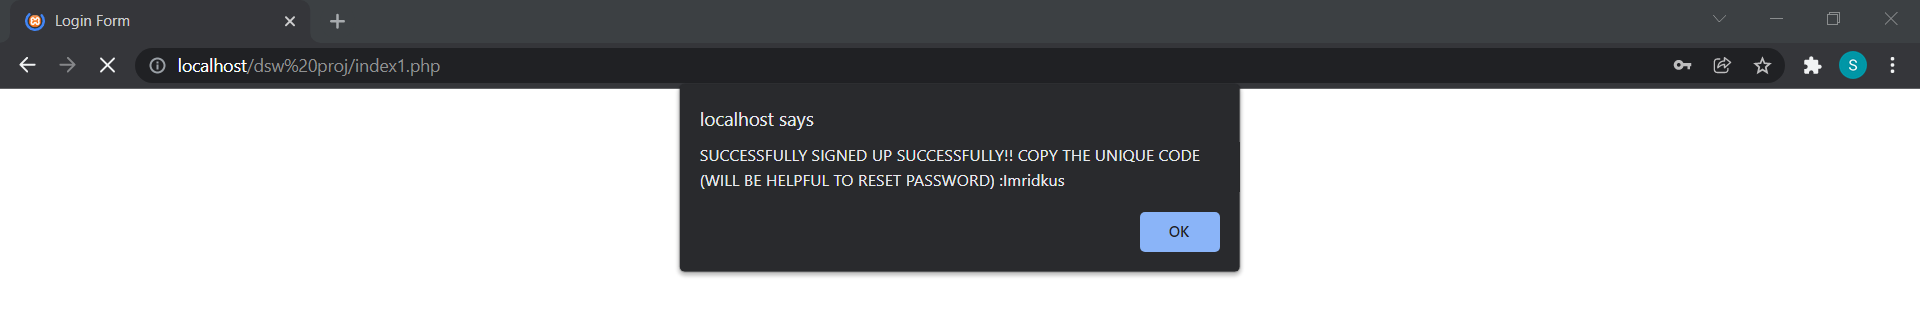 Login Form
localhost/dsw%20proj/index1.php
S
localhost says
SUCCESSFULLY SIGNED UP SUCCESSFULLY!! COPY THE UNIQUE CODE
(WILL BE HELPFUL TO RESET PASSWORD) :Imridkus
OK